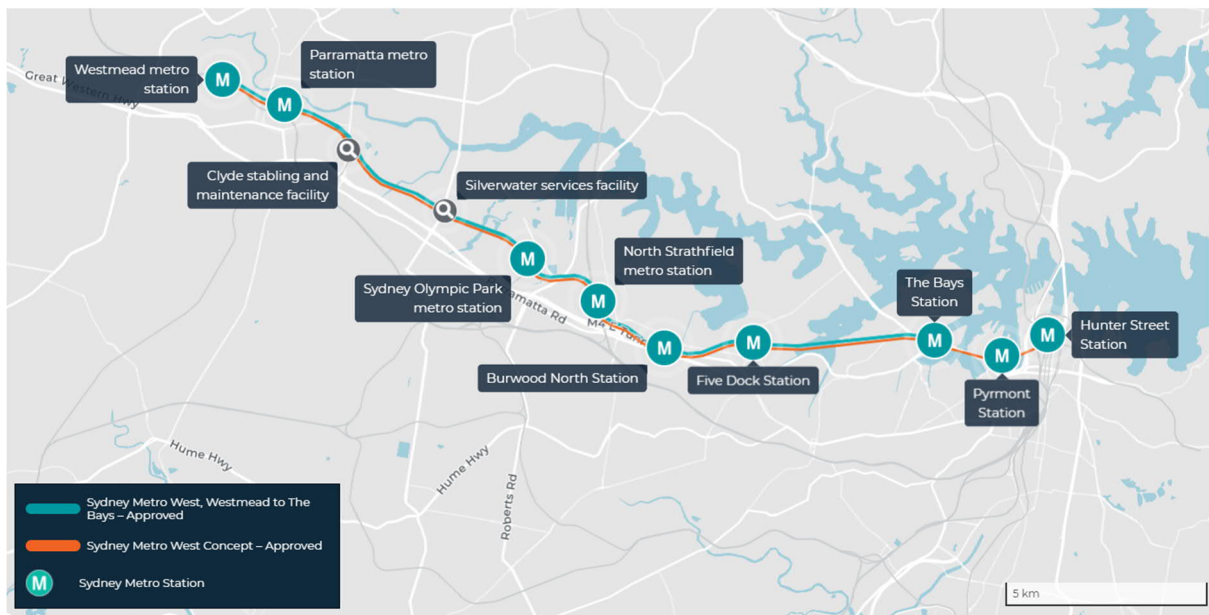 Westmead metro
station
Parramatta metro
station
Great Western Hwy
M
M
Clyde stabling and
maintenance facility
Silverwater services facility
M
North Strathfield
metro station
Sydney Olympic Park
metro station
amatta Rd
M
M4 E Tun
M
Burwood North Station
M
Five Dock Station
The Bays
Station
M
Pyrmont
Station
M
M
Hunter Street
Station
Hume Hwy
Hume Hwy
Roberts Rd
Sydney Metro West, Westmead to The
Bays – Approved
Sydney Metro West Concept – Approved
M
Sydney Metro Station
5 km